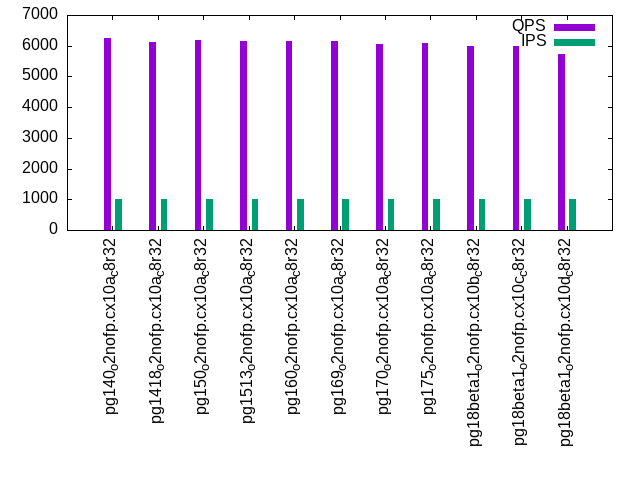 7000
6000
5000
4000
3000
2000
1000
0
QPS
IPS
pg140o2nofp.cx10ac8r32
pg1418o2nofp.cx10ac8r32
pg150o2nofp.cx10ac8r32
pg1513o2nofp.cx10ac8r32
pg160o2nofp.cx10ac8r32
pg169o2nofp.cx10ac8r32
pg170o2nofp.cx10ac8r32
pg175o2nofp.cx10ac8r32
pg18beta1o2nofp.cx10bc8r32
pg18beta1o2nofp.cx10cc8r32
pg18beta1o2nofp.cx10dc8r32